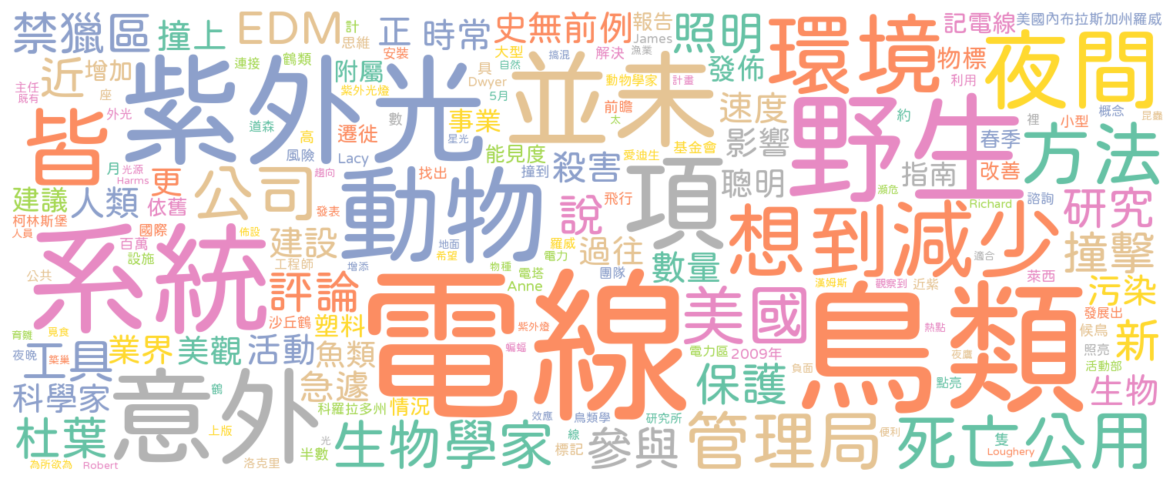 禁獵區
撞上
EDM
計
思維
鶴類
正
時常
安裝
史無前例
大型
自然
搞混
報告
James
漁業
解決
照明
環境
記電線
美國內布拉斯加州羅威
物標
夜間
近
增加
座
連接
紫外光燈
附屬
具
Dwyer
5月
動物學家
計畫
發佈
利用
主任
既有
外光
紫外光
道森
高
風險
數
遷徙
Lacy
星光
事業
能見度
並未
前瞻
太
基金會
愛迪生
撞到
速度
影響
野生
約
裡
小型
概念
昆蟲
春季
方法
皆
月
光源
Harms
趨向
找出
殺害
聰明
指南
瀕危
改善
Richard
諮詢
建議
人類
更
依舊
公司
動物
說
飛行
項
想到
減少
研究
柯林斯堡
人員
國際
發表
百萬
設施
佈設
系統
建設
工程師
增添
地面
希望
物種
電塔
Anne
羅威
電力
過往
團隊
數量
漢姆斯
觀察到
近紫
適合
萊西
撞擊
公共
評論
沙丘鶴
塑料
電線
美國
鳥類
污染
發展出
育雛
覓食
夜晚
築巢
工具
業界
美觀
活動
魚類
紫外燈
蝙蝠
電力區
2009年
熱點
負面
夜鷹
候鳥
照亮
活動部
新
科學家
鶴
意外
急遽
科羅拉多州
情況
效應
鳥類學
研究所
保護
點亮
生物
杜葉
為所欲為
Robert
上版
洛克里
光
半數
生物學家
線
標記
參與
管理局
便利
死亡
隻
Loughery
公用